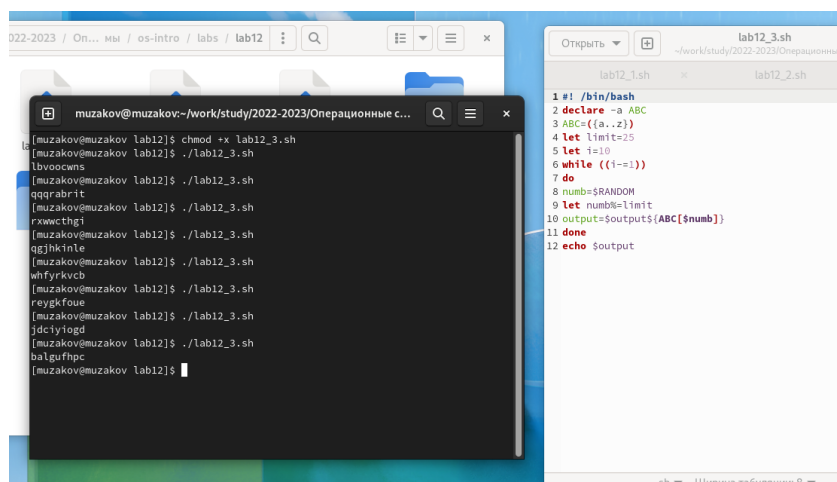 022-2023 / Оп... мы / os-intro / labs / lab12
muzakov@muzakov:~/work/study/2022-2023/Операционные с...
[muzakov@muzakov lab12]$ chmod +x lab12_3.sh
[muzakov@muzakov lab12]$ ./lab12_3.sh
lbvoocwns
[muzakov@muzakov lab12]$ ./lab12_3.sh
qqqrabrit
[muzakov@muzakov lab12]$ ./lab12_3.sh
rxwwcthgi
[muzakov@muzakov lab12]$ ./lab12_3.sh
qgjhkinle
[muzakov@muzakov lab12]$ ./lab12_3.sh
whfyrkvcb
[muzakov@muzakov lab12]$ ./lab12_3.sh
reygkfoue
[muzakov@muzakov lab12]$ ./lab12_3.sh
jdciyiogd
[muzakov@muzakov lab12]$ ./lab12_3.sh
balgufhpc
[muzakov@muzakov lab12]$
Открыть
lab12_3.sh
~/work/study/2022-2023/Операционны
lab12_1.sh
lab12_2.sh
1 #! /bin/bash
2 declare -a ABC
3 ABC=({a..z})
4 let limit=25
5 let i=10
6 while ((i-=1))
7 do
8 numb=$RANDOM
9 let numb%=limit
10 output=$output${ABC[$numb]}
11 done
12 echo $output